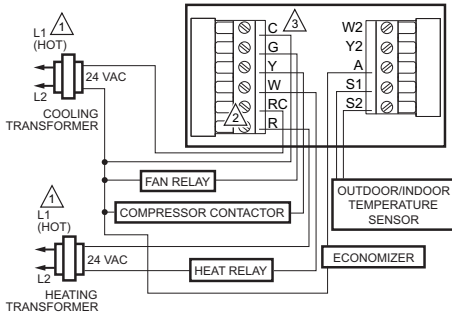 1
L1
(HOT)
24 VAC
L2
COOLING
TRANSFORMER
3
C
G
Y
W
RC
R
2
W2
Y2
A
S1
S2
FAN RELAY
COMPRESSOR CONTACTOR
OUTDOOR/INDOOR
TEMPERATURE
SENSOR
1
L1
(HOT)
24 VAC
L2
HEATING
TRANSFORMER
HEAT RELAY
ECONOMIZER